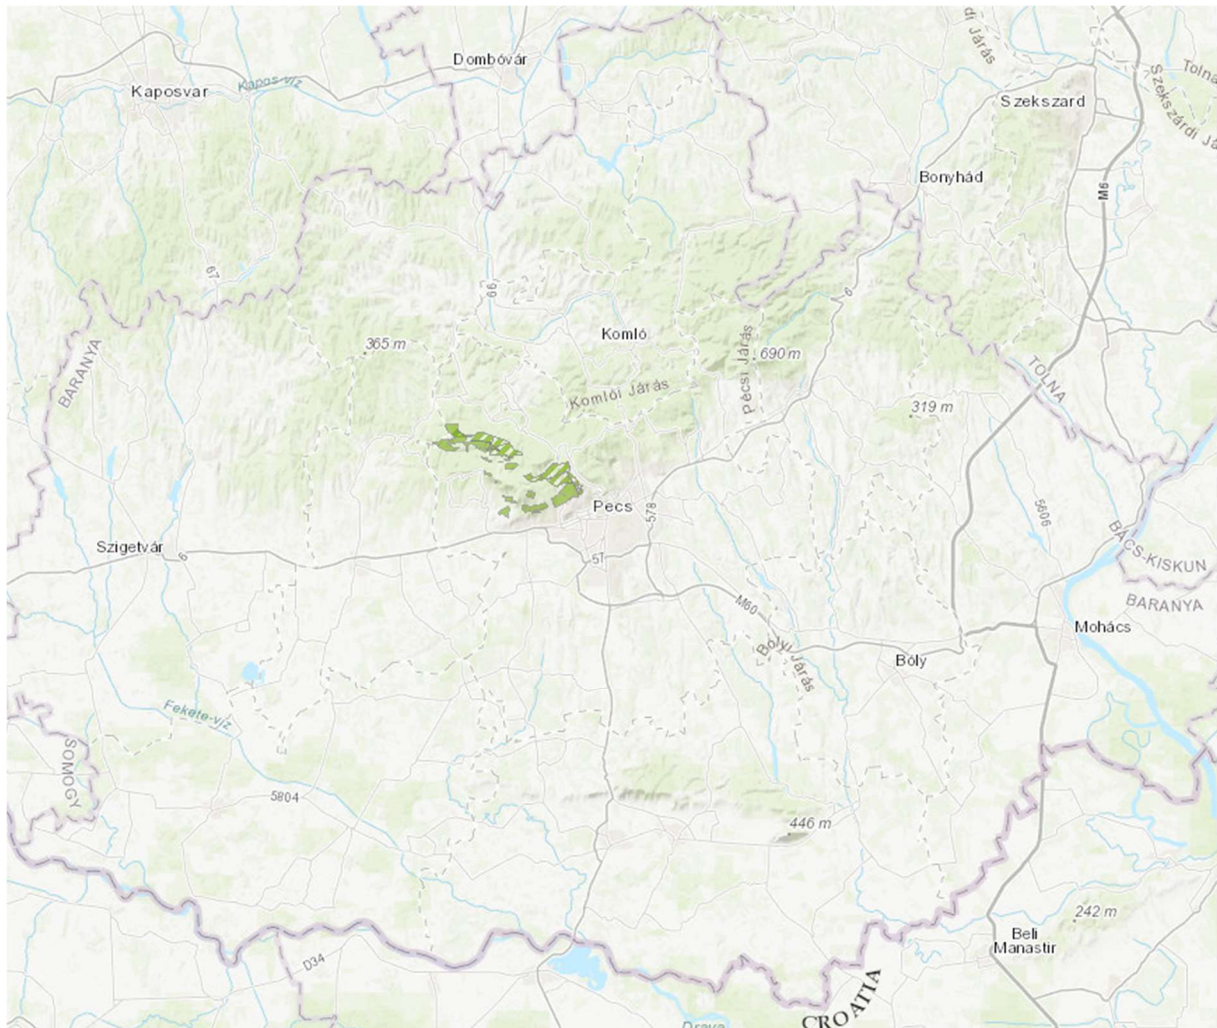 di Járás
Dombóvár
Tolna
Kapos-víz
Kaposvar
Szekszard
Szekszárdi Já
Bonyhád
M6
67
66
6
BARANYA
Komló
365 m
690 m
Pécsi Járás
Komlói Járás
TOLNA
319 m
Pecs
578
5606
Szigetvár
6
57
BÁCS-KISKUN
BARANYA
M60
Mohács
Bólyi Járás
Bóly
Fekete-víz
SOMOGY
5804
446 m
242 m
Beli
Manastir
D34
CROATIA
Drava